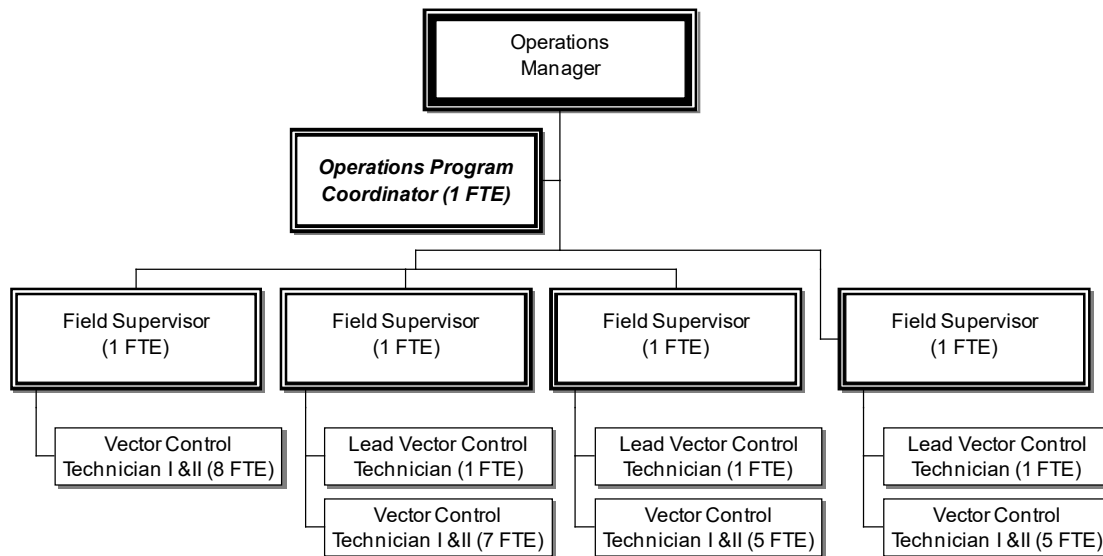 Operations
Manager
Operations Program
Coordinator (1 FTE)
Field Supervisor
(1 FTE)
Field Supervisor
(1 FTE)
Field Supervisor
(1 FTE)
Field Supervisor
(1 FTE)
Vector Control
Technician I &II (8 FTE)
Lead Vector Control
Technician (1 FTE)
Lead Vector Control
Technician (1 FTE)
Lead Vector Control
Technician (1 FTE)
Vector Control
Technician I &II (7 FTE)
Vector Control
Technician I &II (5 FTE)
Vector Control
Technician I &II (5 FTE)